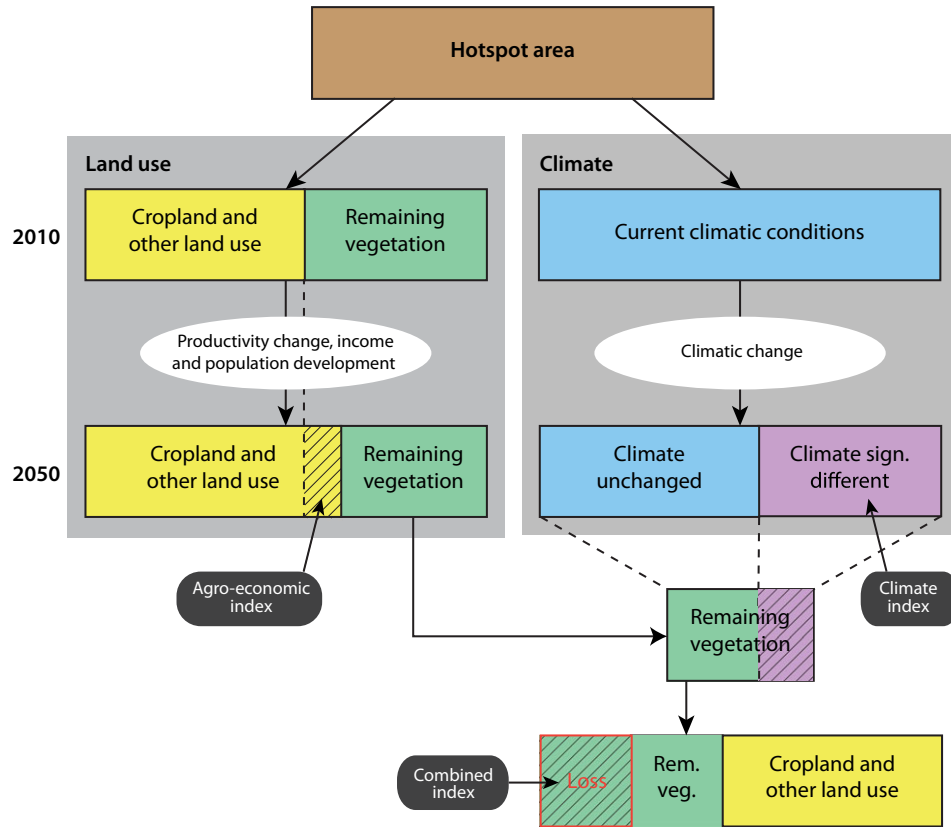 Hotspot area
Land use
Climate
2010
Cropland and
other land use
Remaining
vegetation
Current climatic conditions
Productivity change, income
and population development
Climatic change
2050
Cropland and
other land use
Remaining
vegetation
Climate
unchanged
Climate sign.
different
Agro-economic
index
Climate
index
Remaining
vegetation
Combined
index
Loss
Rem.
veg.
Cropland and
other land use